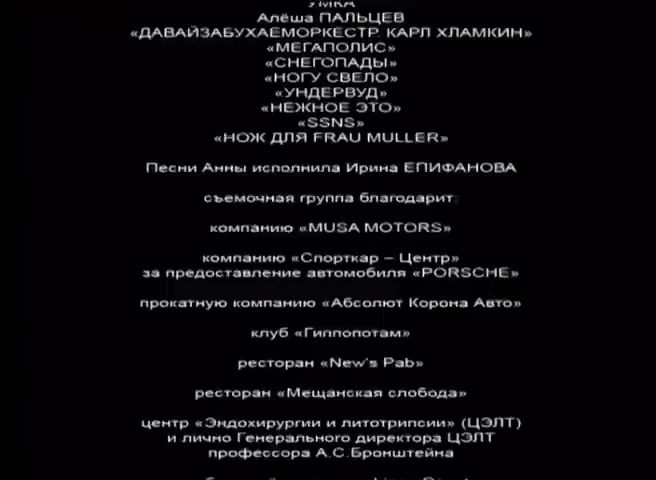 УМКА
Алёша ПАЛЬЦЕВ
«ДАВАЙЗАБУХАЕМОРКЕСТР КАРЛ ХЛАМКИН»
«МЕГАПОЛИС»
«СНЕГОПАДЫ»
«НОГУ СВЕЛО»
«УНДЕРВУД»
«НЕЖНОЕ ЭТО»
«SSNS»
«НОЖ ДЛЯ FRAU MULLER»
Песни Анны исполнила Ирина ЕПИФАНОВА
съемочная группа благодарит:
компанию «MUSA MOTORS»
компанию «Спорткар – Центр»
за предоставление автомобиля «PORSCHE»
прокатную компанию «Абсолют Корона Авто»
клуб «Гиппопотам»
ресторан «New's Pab»
ресторан «Мещанская слобода»
центр «Эндохирургии и литотрипсии» (ЦЭЛТ)
и лично Генерального директора ЦЭЛТ
профессора А.С.Бронштейна